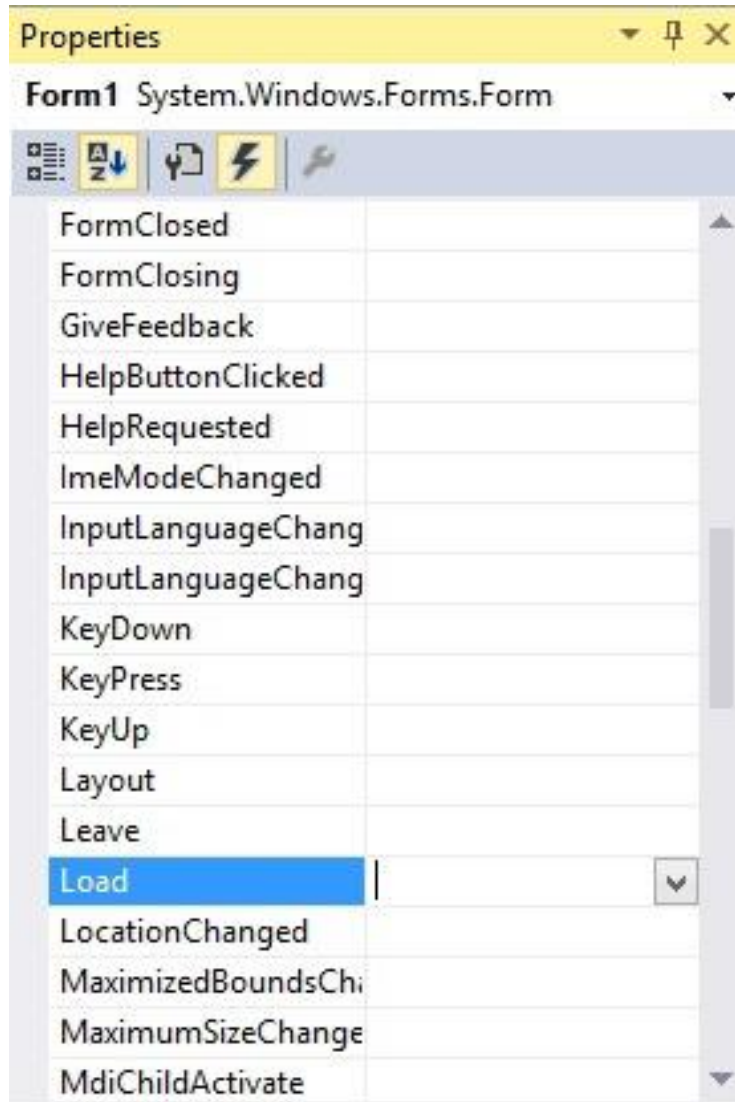 Properties
Form1 System.Windows.Forms.Form
FormClosed
FormClosing
GiveFeedback
HelpButtonClicked
HelpRequested
ImeModeChanged
InputLanguageChang
InputLanguageChang
KeyDown
KeyPress
KeyUp
Layout
Leave
Load
LocationChanged
MaximizedBoundsCh
MaximumSizeChange
MdiChildActivate